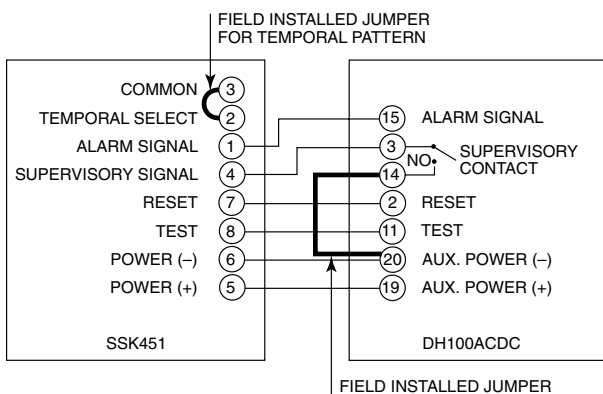 FIELD INSTALLED JUMPER
FOR TEMPORAL PATTERN
COMMON 3
TEMPORAL SELECT 2
ALARM SIGNAL 1
SUPERVISORY SIGNAL 4
RESET 7
TEST 8
POWER (–) 6
POWER (+) 5
SSK451
15 ALARM SIGNAL
3
NO
SUPERVISORY
CONTACT
14
2 RESET
11 TEST
20 AUX. POWER (–)
19 AUX. POWER (+)
DH100ACDC
FIELD INSTALLED JUMPER